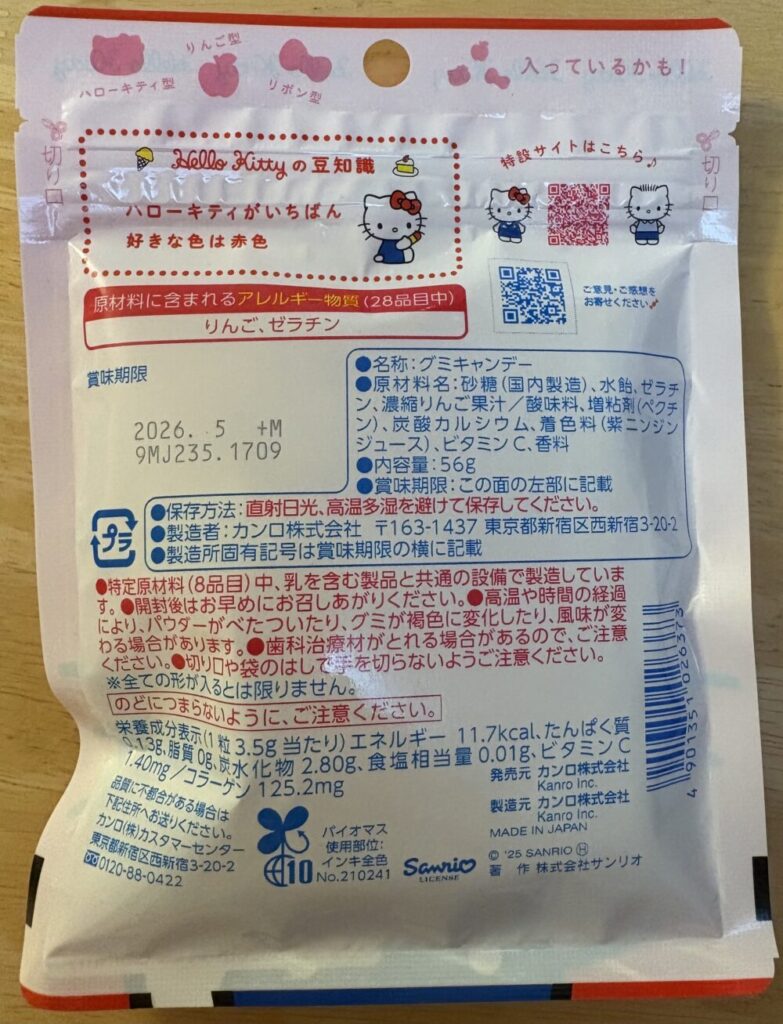 りんご型
ハローキティ型
リボン型
入っているかも!
切り口
切り口
Hello Kittyの豆知識
ハローキティがいちばん
好きな色は赤色
特設サイトはこちら♪
ご意見・ご感想を
お寄せください
原材料に含まれるアレルギー物質(28品目中)
りんご、ゼラチン
賞味期限
2026. 5 +M
9MJ235.1709
●名称:グミキャンデー
●原材料名:砂糖(国内製造)、水飴、ゼラチ
ン、濃縮りんご果汁/酸味料、増粘剤(ペクチ
ン)、炭酸カルシウム、着色料(紫ニンジン
ジュース)、ビタミンC、香料
●内容量:56g
●賞味期限:この面の左部に記載
●保存方法:直射日光、高温多湿を避けて保存してください。
●製造者:カンロ株式会社 〒163-1437 東京都新宿区西新宿3-20-2
●製造所固有記号は賞味期限の横に記載
プラ
●特定原材料(8品目)中、乳を含む製品と共通の設備で製造していま
す。●開封後はお早めにお召しあがりください。●高温や時間の経過
により、パウダーがべたついたり、グミが褐色に変化したり、風味が変
わる場合があります。●歯科治療材がとれる場合があるので、ご注意
ください。●切り口や袋のはしで手を切らないようご注意ください。
※全ての形が入るとは限りません。
のどにつまらないように、ご注意ください。
栄養成分表示(1粒3.5g当たり)エネルギー 11.7kcal、たんぱく質
0.13g、脂質0g、炭水化物 2.80g、食塩相当量 0.01g、ビタミンC
1.40mg/コラーゲン 125.2mg
品質に不都合がある場合は
下記住所へお送りください。
カンロ(株)カスタマーセンター
東京都新宿区西新宿3-20-2
0120-88-0422
10
バイオマス
使用部位:
インキ全色
No.210241
Sanrio
LICENSE
発売元 カンロ株式会社
Kanro Inc.
製造元 カンロ株式会社
Kanro Inc.
MADE IN JAPAN
© '25 SANRIO Ⓗ
著 作 株式会社サンリオ
4 901351 026373